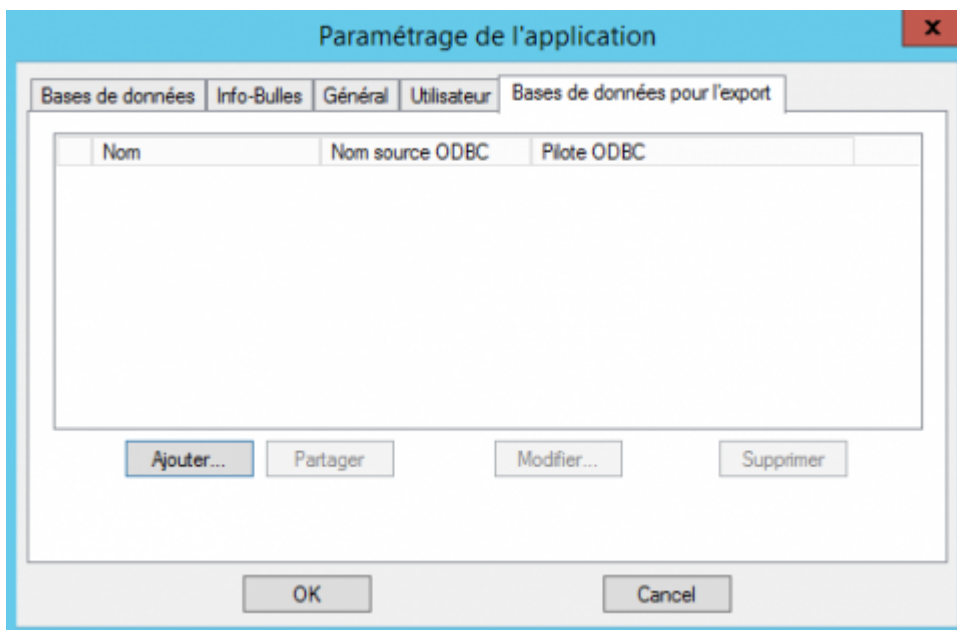 Paramétrage de l'application
x
Bases de données Info-Bulles Général Utilisateur Bases de données pour l'export
Nom Nom source ODBC Pilote ODBC
Ajouter... Partager Modifier... Supprimer
OK Cancel